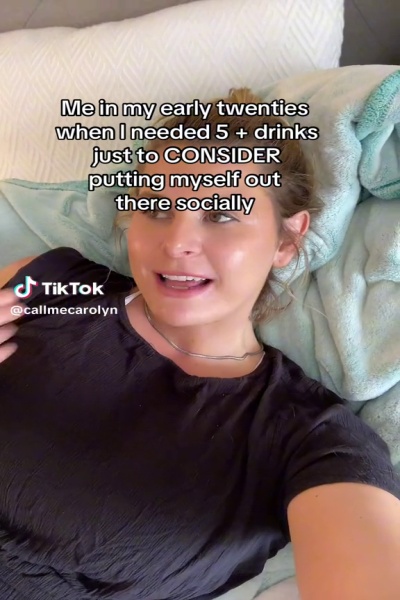 Me in my early twenties
when I needed 5 + drinks
just to CONSIDER
putting myself out
there socially
TikTok
@callmecarolyn